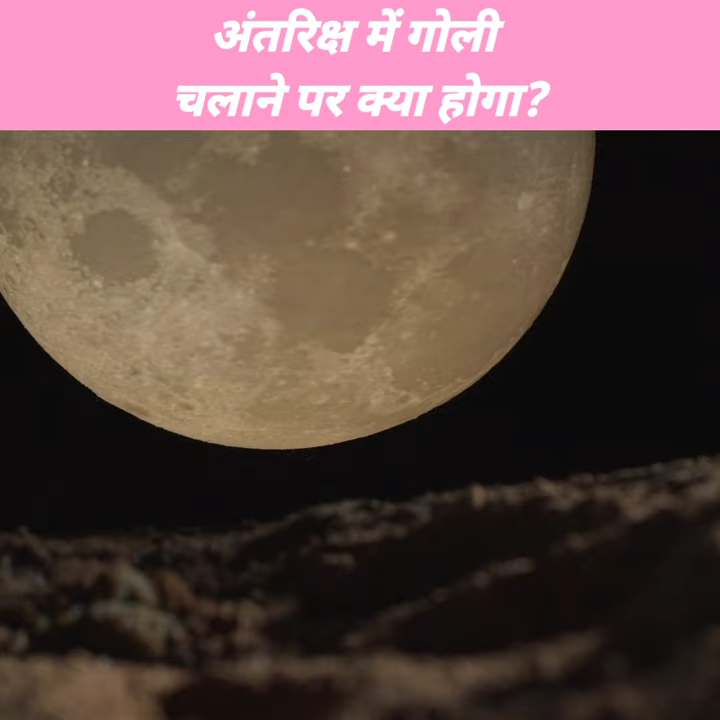 अंतरिक्ष में गोली
चलाने पर क्या होगा?